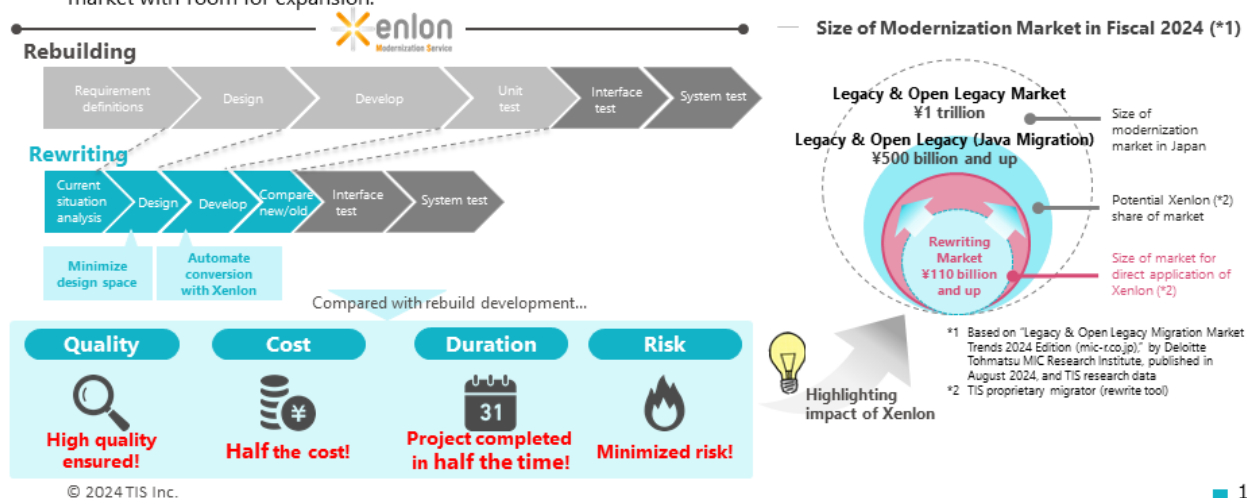 market with room for expansion.
xenlon
Modernization Service
Rebuilding
Requirement
definitions
Design
Develop
Unit
test
Interface
test
System test
Rewriting
Current
situation
analysis
Design
Develop
Compare
new/old
Interface
test
System test
Minimize
design space
Automate
conversion
with Xenlon
Compared with rebuild development...
Quality
High quality
ensured!
Cost
¥
Half the cost!
Duration
31
Project completed
in half the time!
Risk
Minimized risk!
Highlighting
impact of Xenlon
Size of Modernization Market in Fiscal 2024 (*1)
Legacy & Open Legacy Market
¥1 trillion
Legacy & Open Legacy (Java Migration)
¥500 billion and up
Rewriting
Market
¥110 billion
and up
Size of
modernization
market in Japan
Potential Xenlon (*2)
share of market
Size of market for
direct application of
Xenlon (*2)
*1 Based on "Legacy & Open Legacy Migration Market
Trends 2024 Edition (mic-r.co.jp)," by Deloitte
Tohmatsu MIC Research Institute, published in
August 2024, and TIS research data
*2 TIS proprietary migrator (rewrite tool)
© 2024 TIS Inc.
1